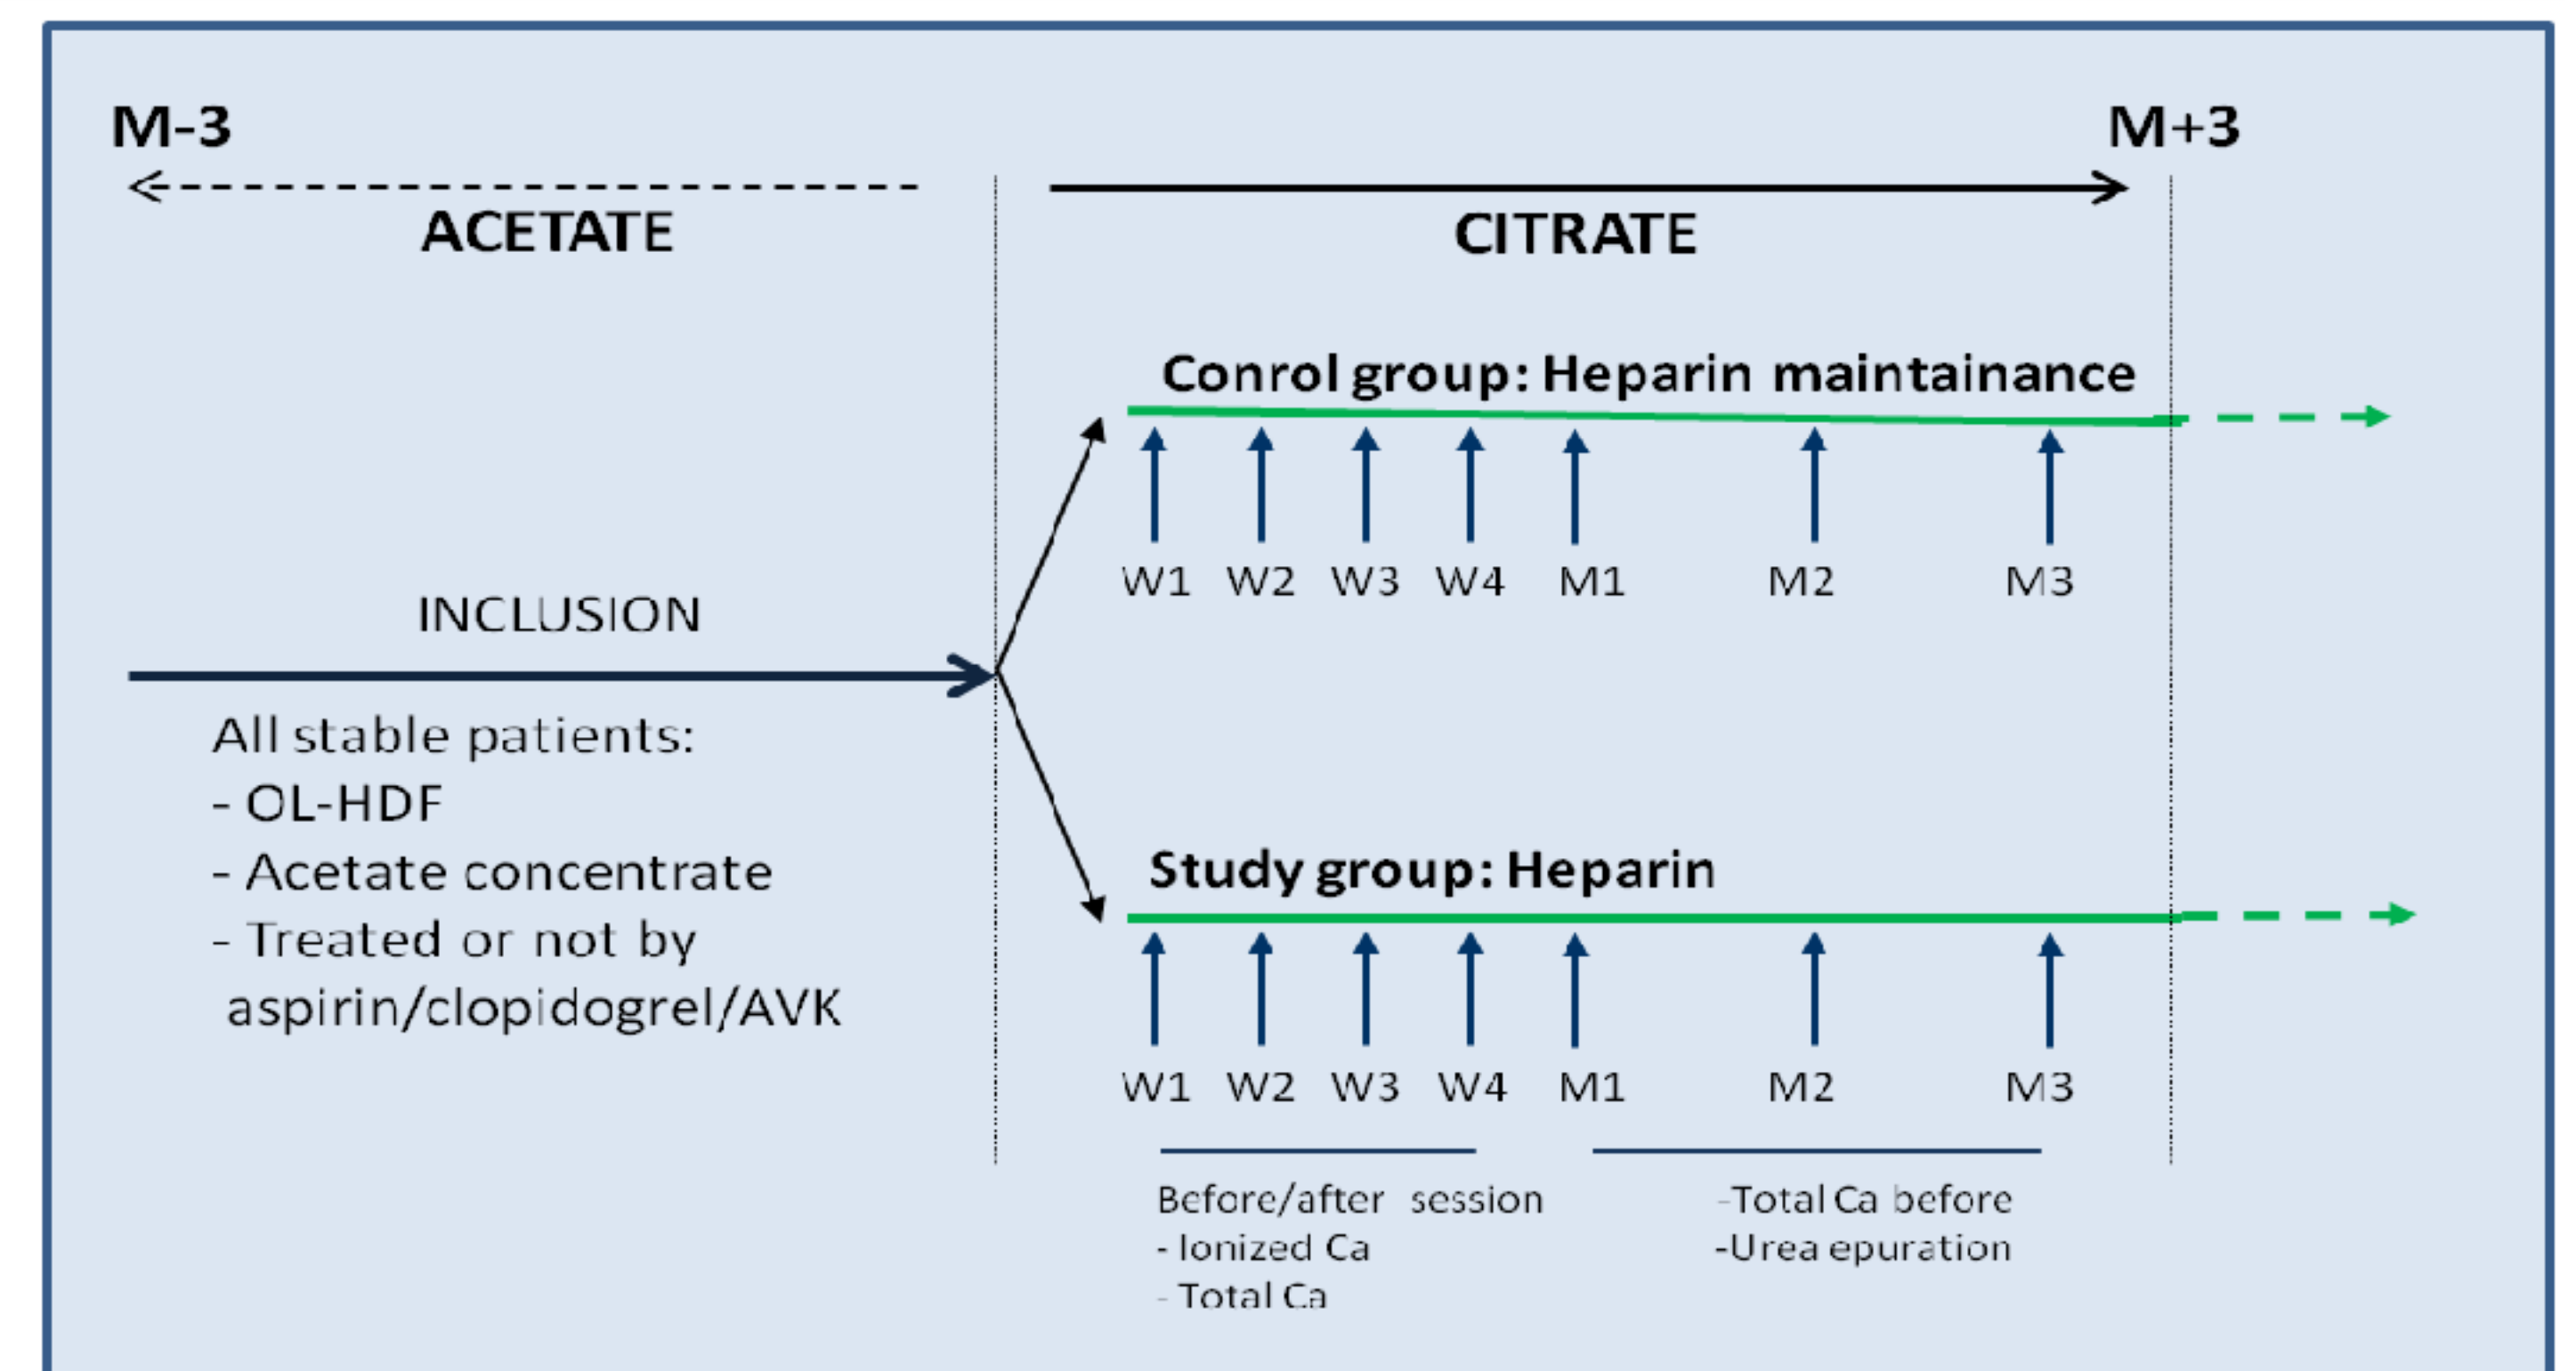 M-3
M+3
ACETATE
CITRATE
Conrol group: Heparin maintainance
W1 W2 W3 W4 M1 M2 M3
INCLUSION
All stable patients:
- OL-HDF
- Acetate concentrate
- Treated or not by
aspirin/clopidogrel/AVK
Study group: Heparin
W1 W2 W3 W4 M1 M2 M3
Before/after session
- Ionized Ca
- Total Ca
-Total Ca before
-Urea epuration